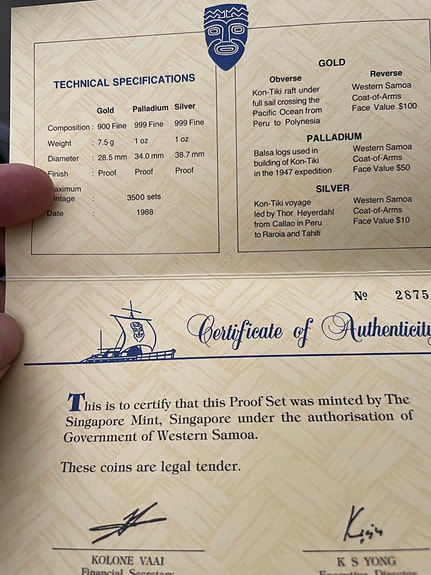 TECHNICAL SPECIFICATIONS
Gold Palladium Silver
Composition : 900 Fine 999 Fine 999 Fine
Weight : 7.5 g 1 oz 1 oz
Diameter : 28.5 mm 34.0 mm 38.7 mm
Finish : Proof Proof Proof
: 3500 sets
Date : 1988
GOLD
Obverse Reverse
Kon-Tiki raft under Western Samoa
full sail crossing the Coat-of-Arms
Pacific Ocean from Face Value $100
Peru to Polynesia
PALLADIUM
Balsa logs used in Western Samoa
building of Kon-Tiki Coat-of-Arms
in the 1947 expedition Face Value $50
SILVER
Kon-Tiki voyage Western Samoa
led by Thor Heyerdahl Coat-of-Arms
from Callao in Peru Face Value $10
to Raroia and Tahiti
No 2875
Certificate of Authenticity
This is to certify that this Proof Set was minted by The
Singapore Mint, Singapore under the authorisation of
Government of Western Samoa.
These coins are legal tender.
KOLONE VAAI K S YONG
Financial Secretary Executive Director